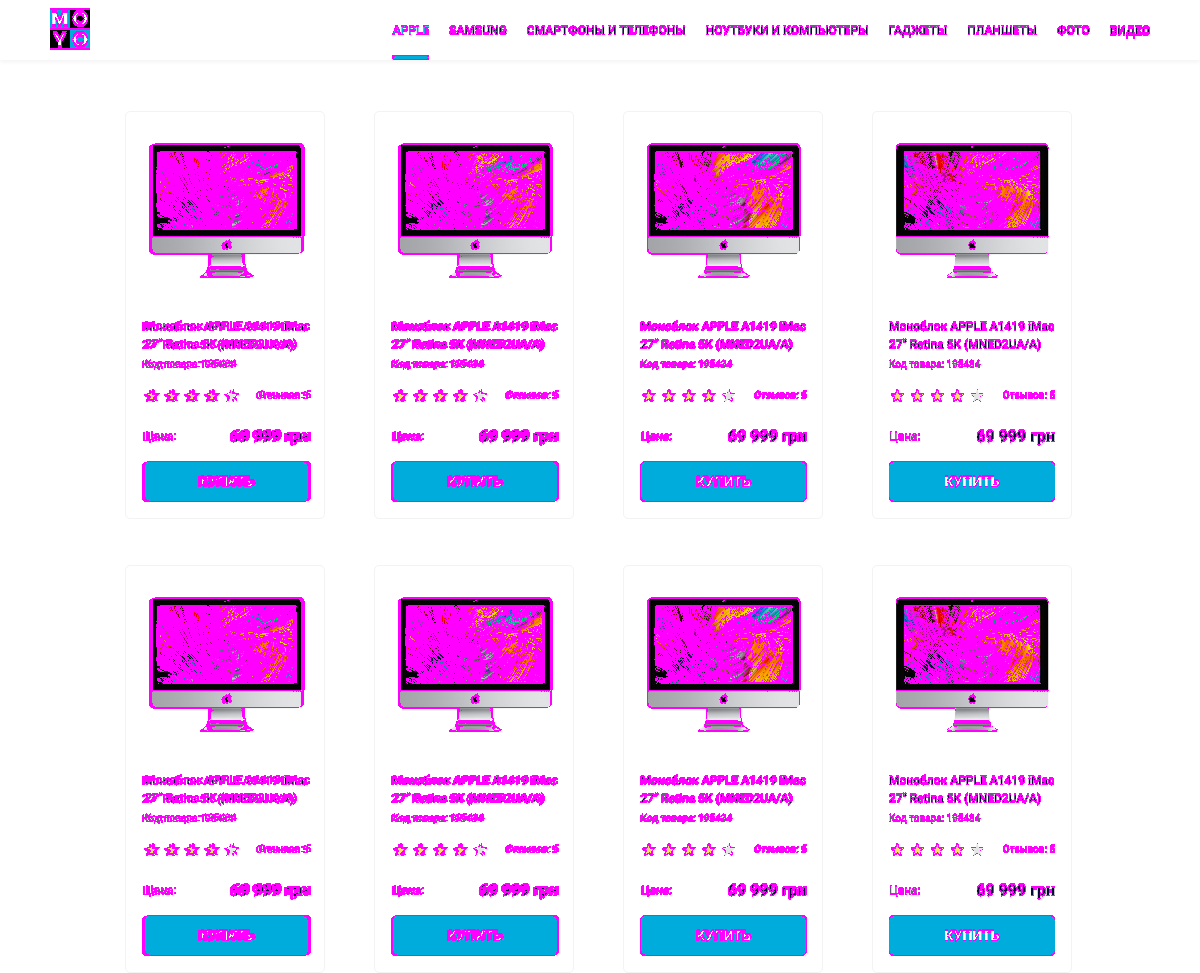 MOYO
APPLE SAMSUNG СМАРТФОНЫ И ТЕЛЕФОНЫ НОУТБУКИ И КОМПЬЮТЕРЫ ГАДЖЕТЫ ПЛАНШЕТЫ ФОТО ВИДЕО
Моноблок APPLE A1419 iMac
27" Retina 5K (MNED2UA/A)
Код товара: 195434
Отзывов: 5
Цена: 69 999 грн
КУПИТЬ
Моноблок APPLE A1419 iMac
27" Retina 5K (MNED2UA/A)
Код товара: 195434
Отзывов: 5
Цена: 69 999 грн
КУПИТЬ
Моноблок APPLE A1419 iMac
27" Retina 5K (MNED2UA/A)
Код товара: 195434
Отзывов: 5
Цена: 69 999 грн
КУПИТЬ
Моноблок APPLE A1419 iMac
27" Retina 5K (MNED2UA/A)
Код товара: 195434
Отзывов: 5
Цена: 69 999 грн
КУПИТЬ
Моноблок APPLE A1419 iMac
27" Retina 5K (MNED2UA/A)
Код товара: 195434
Отзывов: 5
Цена: 69 999 грн
КУПИТЬ
Моноблок APPLE A1419 iMac
27" Retina 5K (MNED2UA/A)
Код товара: 195434
Отзывов: 5
Цена: 69 999 грн
КУПИТЬ
Моноблок APPLE A1419 iMac
27" Retina 5K (MNED2UA/A)
Код товара: 195434
Отзывов: 5
Цена: 69 999 грн
КУПИТЬ
Моноблок APPLE A1419 iMac
27" Retina 5K (MNED2UA/A)
Код товара: 195434
Отзывов: 5
Цена: 69 999 грн
КУПИТЬ